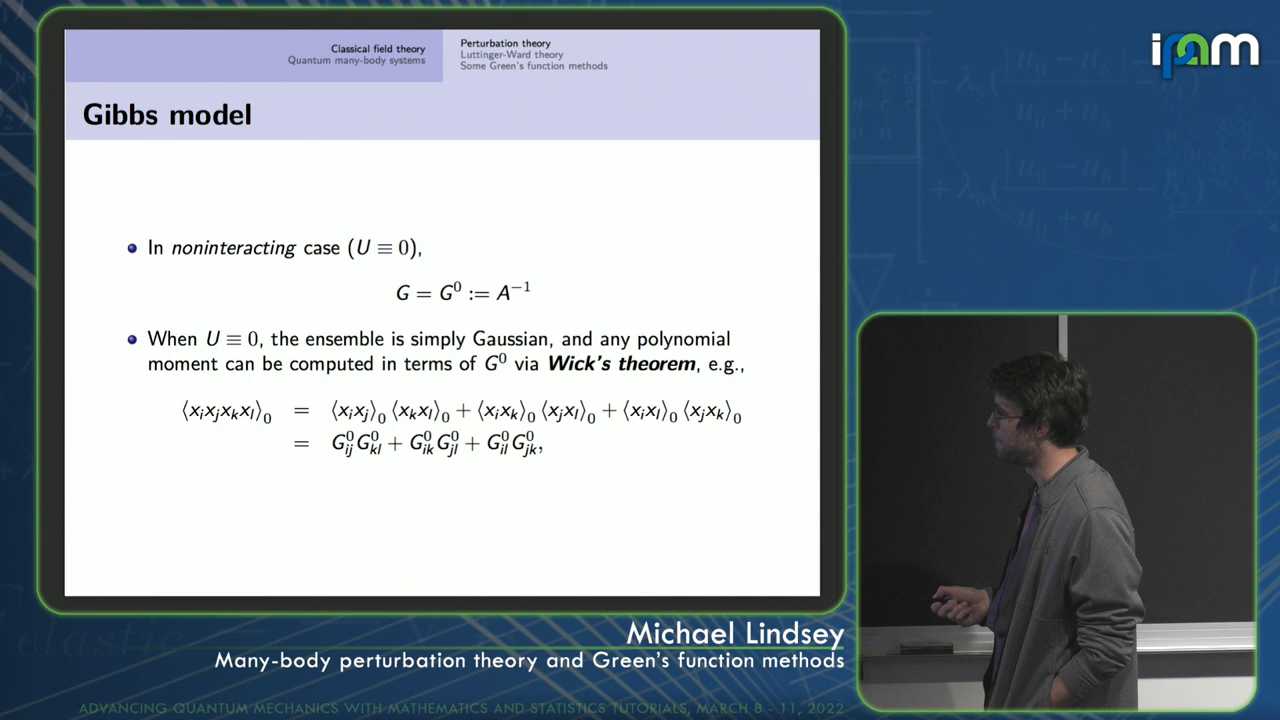 Classical field theory
Quantum many-body systems
Perturbation theory
Luttinger-Ward theory
Some Green's function methods
Gibbs model
In noninteracting case (U ≡ 0),
G = G⁰ := A⁻¹
When U ≡ 0, the ensemble is simply Gaussian, and any polynomial
moment can be computed in terms of G⁰ via Wick's theorem, e.g.,
⟨xᵢxⱼxₖxₗ⟩₀ = ⟨xᵢxⱼ⟩₀ ⟨xₖxₗ⟩₀ + ⟨xᵢxₖ⟩₀ ⟨xⱼxₗ⟩₀ + ⟨xᵢxₗ⟩₀ ⟨xⱼxₖ⟩₀
= G⁰ᵢⱼG⁰ₖₗ + G⁰ᵢₖG⁰ⱼₗ + G⁰ᵢₗG⁰ⱼₖ,
ipam
Michael Lindsey
Many-body perturbation theory and Green's function methods
ADVANCING QUANTUM MECHANICS WITH MATHEMATICS AND STATISTICS TUTORIALS, MARCH 8 - 11, 2022